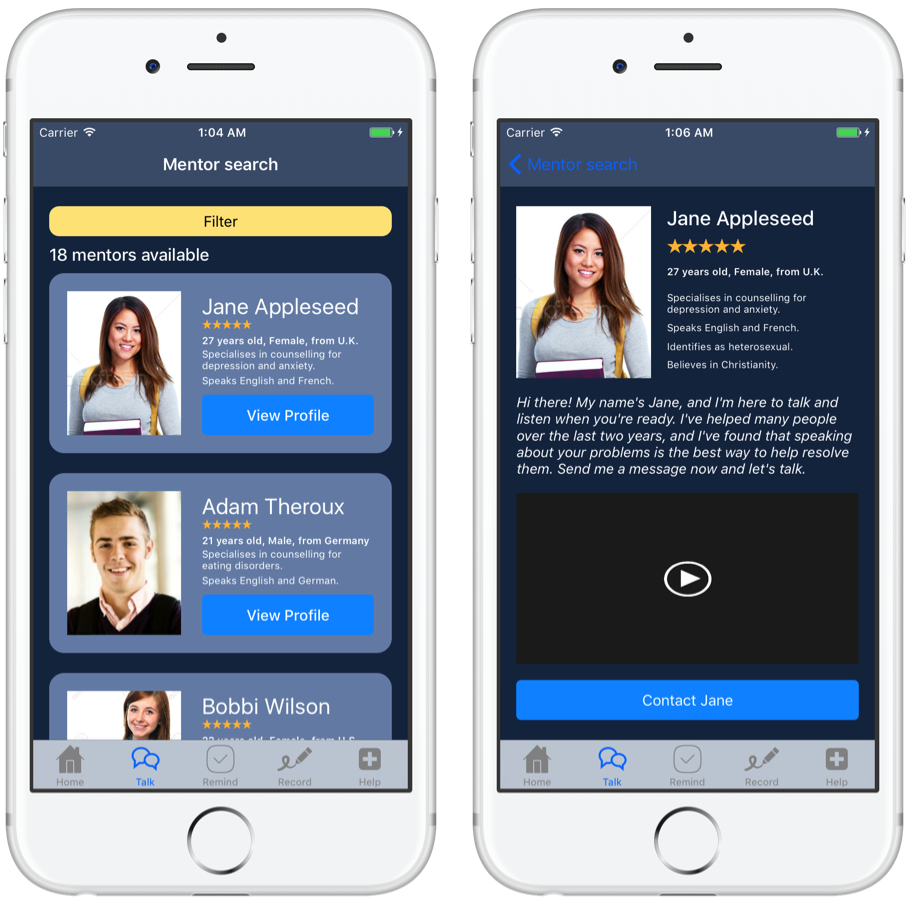 Carrier 1:04 AM
Mentor search
Filter
18 mentors available
Jane Appleseed
★★★★★
27 years old, Female, from U.K.
Specialises in counselling for
depression and anxiety.
Speaks English and French.
View Profile
Adam Theroux
★★★★★
21 years old, Male, from Germany
Specialises in counselling for
eating disorders.
Speaks English and German.
View Profile
Bobbi Wilson
★★★★★
Home Talk Remind Record Help
Carrier 1:06 AM
Mentor search
Jane Appleseed
★★★★★
27 years old, Female, from U.K.
Specialises in counselling for
depression and anxiety.
Speaks English and French.
Identifies as heterosexual.
Believes in Christianity.
Hi there! My name's Jane, and I'm here to talk and
listen when you're ready. I've helped many people
over the last two years, and I've found that speaking
about your problems is the best way to help resolve
them. Send me a message now and let's talk.
Contact Jane
Home Talk Remind Record Help